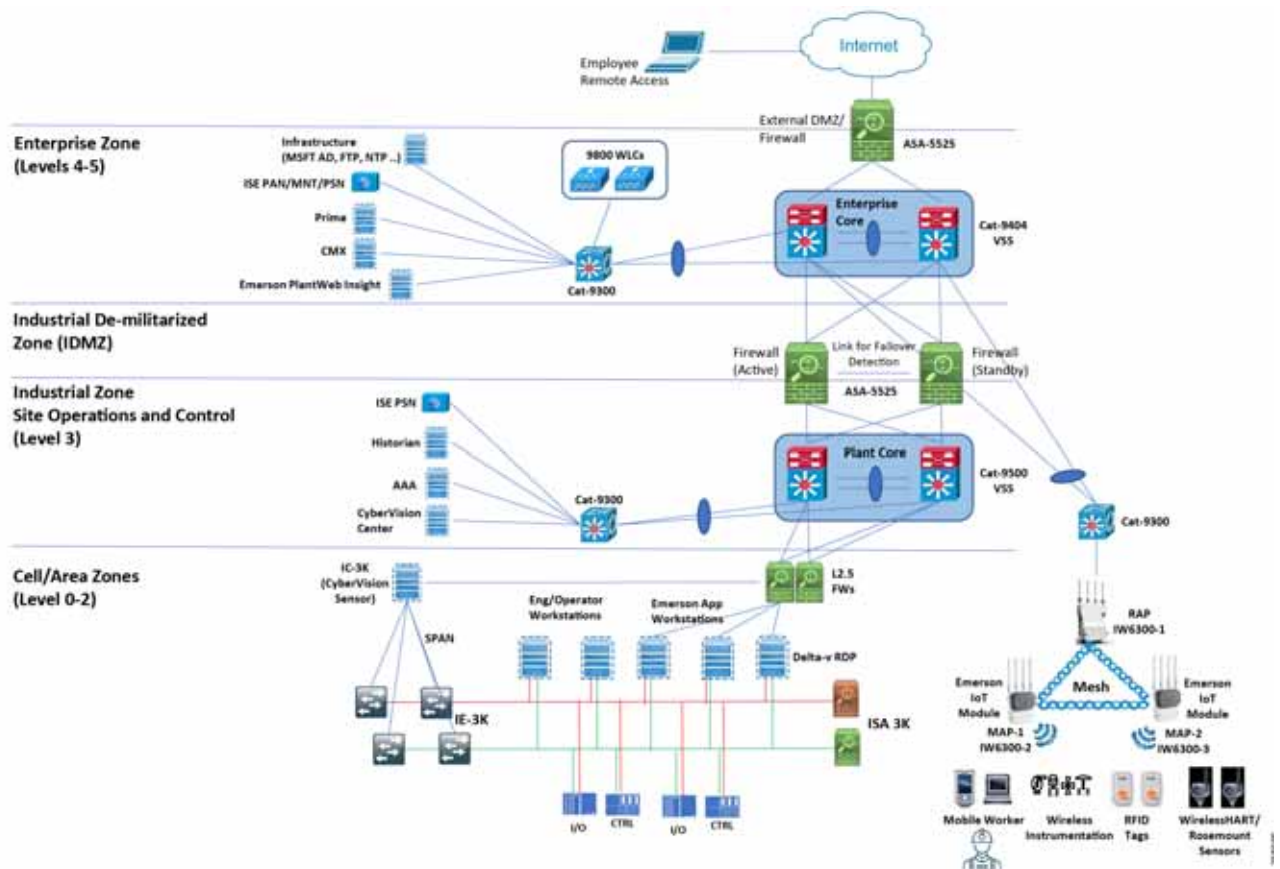 Internet
Employee
Remote Access
External DMZ/
Firewall
ASA-5525
Enterprise Zone
(Levels 4-5)
Infrastructure
(MSFT AD, FTP, NTP ..)
9800 WLCs
ISE PAN/MNT/PSN
Prime
CMX
Emerson PlantWeb Insight
Cat-9300
Enterprise
Core
Cat-9404
VSS
Industrial De-militarized
Zone (IDMZ)
Firewall
(Active)
Link for Failover
Detection
Firewall
(Standby)
ASA-5525
Industrial Zone
Site Operations and Control
(Level 3)
ISE PSN
Historian
AAA
CyberVision
Center
Cat-9300
Plant Core
Cat-9500
VSS
Cat-9300
Cell/Area Zones
(Level 0-2)
IC-3K
(CyberVision
Sensor)
L2.5
FWs
Eng/Operator
Workstations
Emerson App
Workstations
SPAN
Delta-v RDP
IE-3K
ISA 3K
I/O
CTRL
I/O
CTRL
RAP
IW6300-1
Mesh
Emerson
IoT
Module
Emerson
IoT
Module
MAP-1
IW6300-2
MAP-2
IW6300-3
Mobile Worker
Wireless
Instrumentation
RFID
Tags
WirelessHART/
Rosemount
Sensors